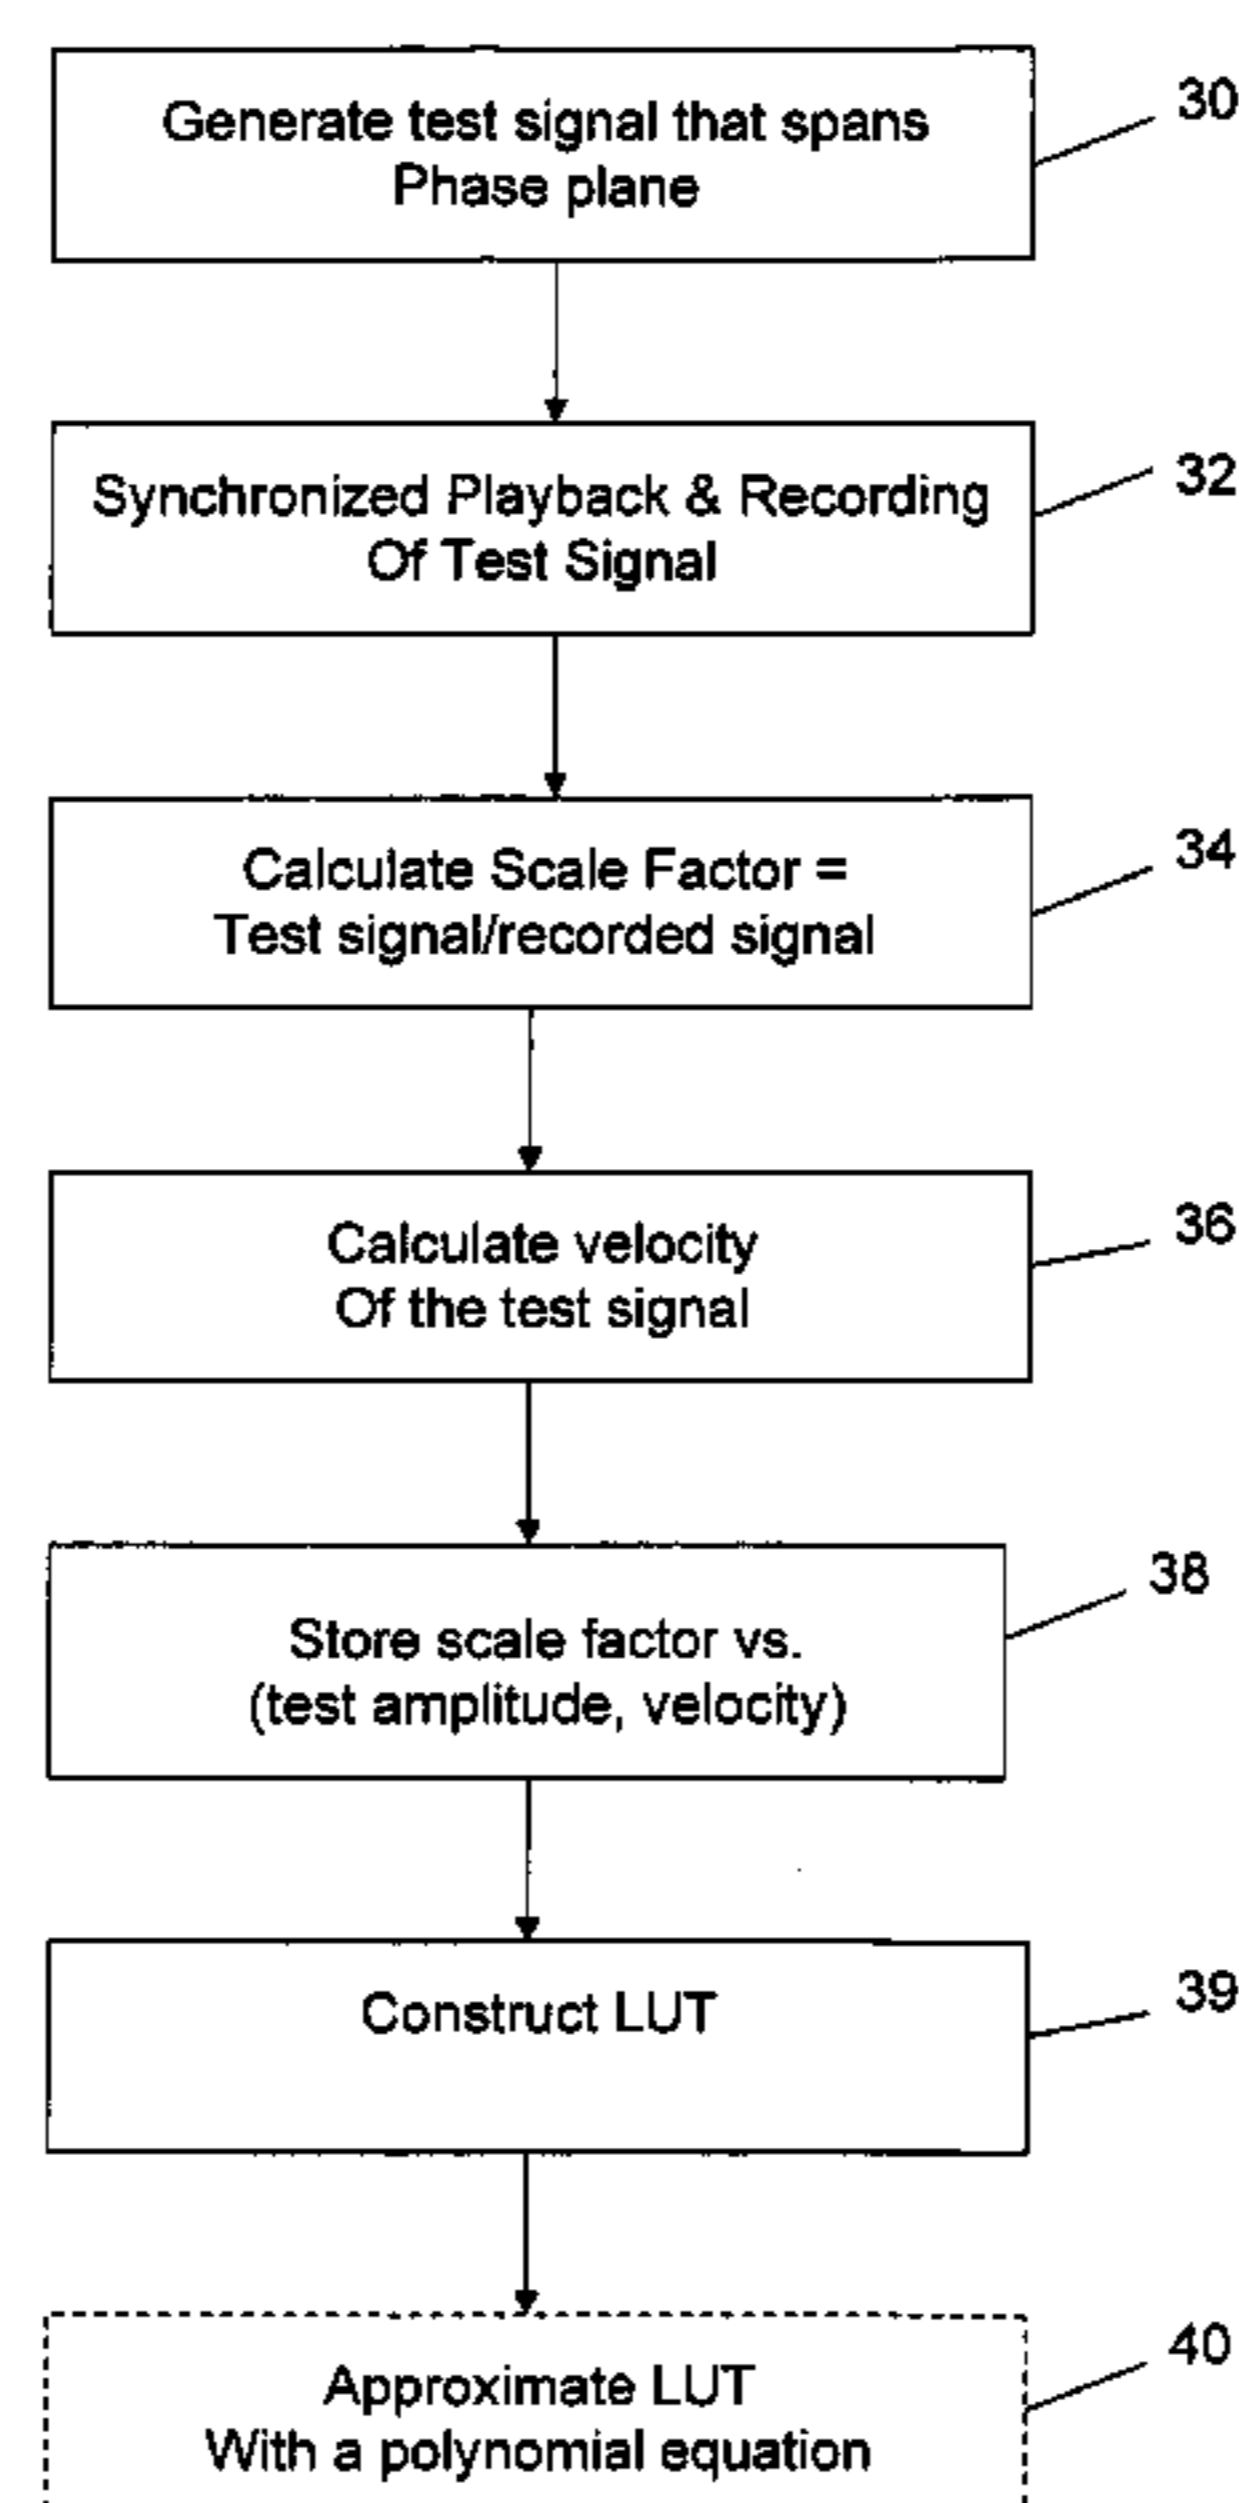 Generate test signal that spans
Phase plane
30
Synchronized Playback & Recording
Of Test Signal
32
Calculate Scale Factor =
Test signal/recorded signal
34
Calculate velocity
Of the test signal
36
Store scale factor vs.
(test amplitude, velocity)
38
Construct LUT
39
Approximate LUT
With a polynomial equation
40